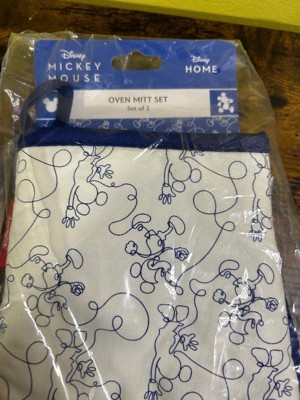 Disney
MICKEY
MOUSE
Disney
HOME
OVEN MITT SET
Set of 2